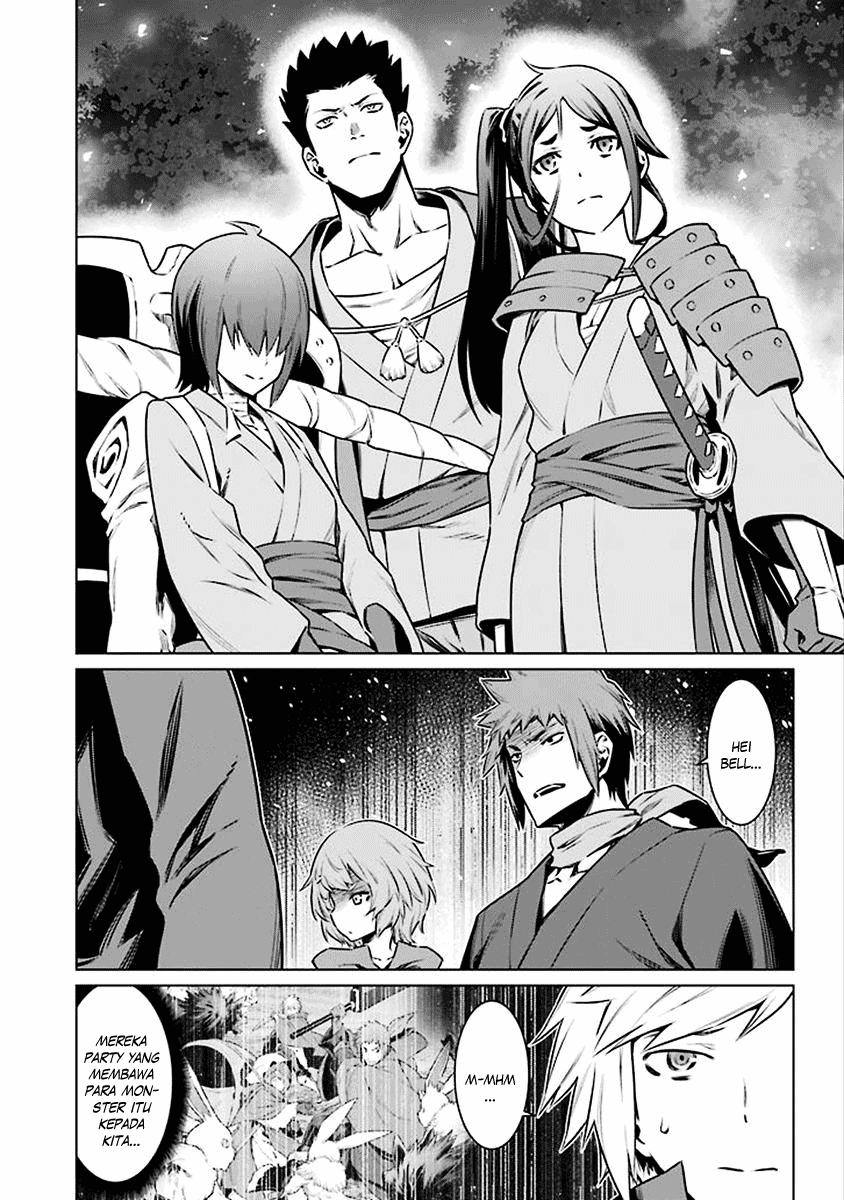 HEI
BELL...
MEREKA
PARTY YANG
MEMBAWA
PARA MON-
STER ITU
KEPADA
KITA...
M-MHM
...